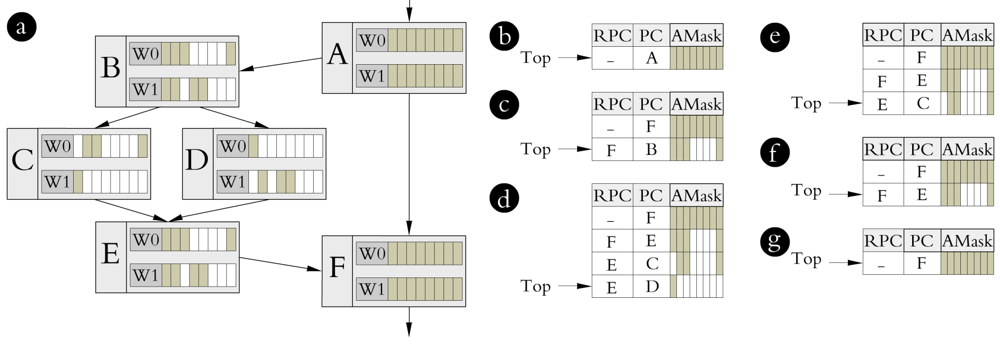 a
B
W0
W1
A
W0
W1
C
W0
W1
D
W0
W1
E
W0
W1
F
W0
W1
b
RPC PC AMask
Top – A
c
RPC PC AMask
– F
Top F B
d
RPC PC AMask
– F
F E
E C
Top E D
e
RPC PC AMask
– F
F E
Top E C
f
RPC PC AMask
– F
Top F E
g
RPC PC AMask
Top – F